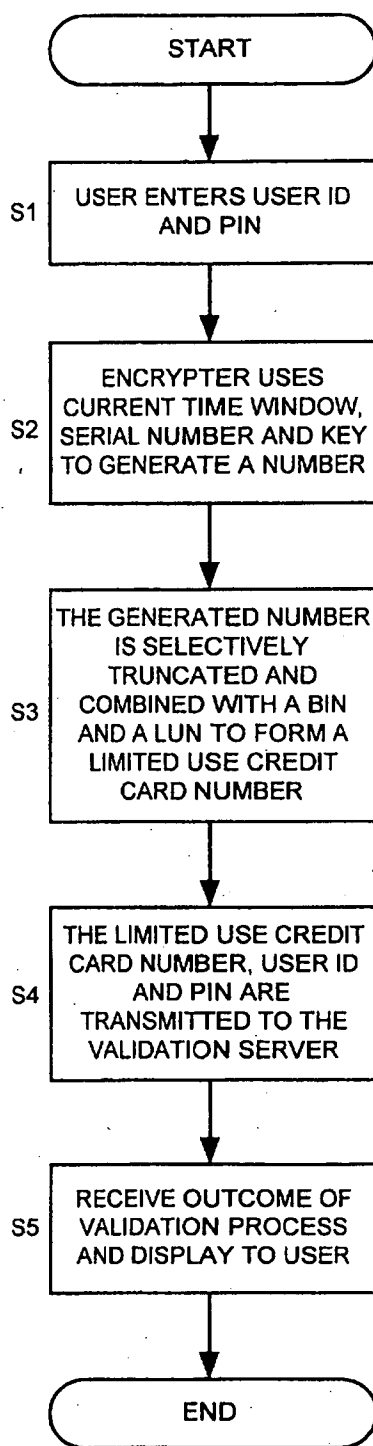 START
S1
USER ENTERS USER ID
AND PIN
S2
ENCRYPTER USES
CURRENT TIME WINDOW,
SERIAL NUMBER AND KEY
TO GENERATE A NUMBER
S3
THE GENERATED NUMBER
IS SELECTIVELY
TRUNCATED AND
COMBINED WITH A BIN
AND A LUN TO FORM A
LIMITED USE CREDIT
CARD NUMBER
S4
THE LIMITED USE CREDIT
CARD NUMBER, USER ID
AND PIN ARE
TRANSMITTED TO THE
VALIDATION SERVER
S5
RECEIVE OUTCOME OF
VALIDATION PROCESS
AND DISPLAY TO USER
END